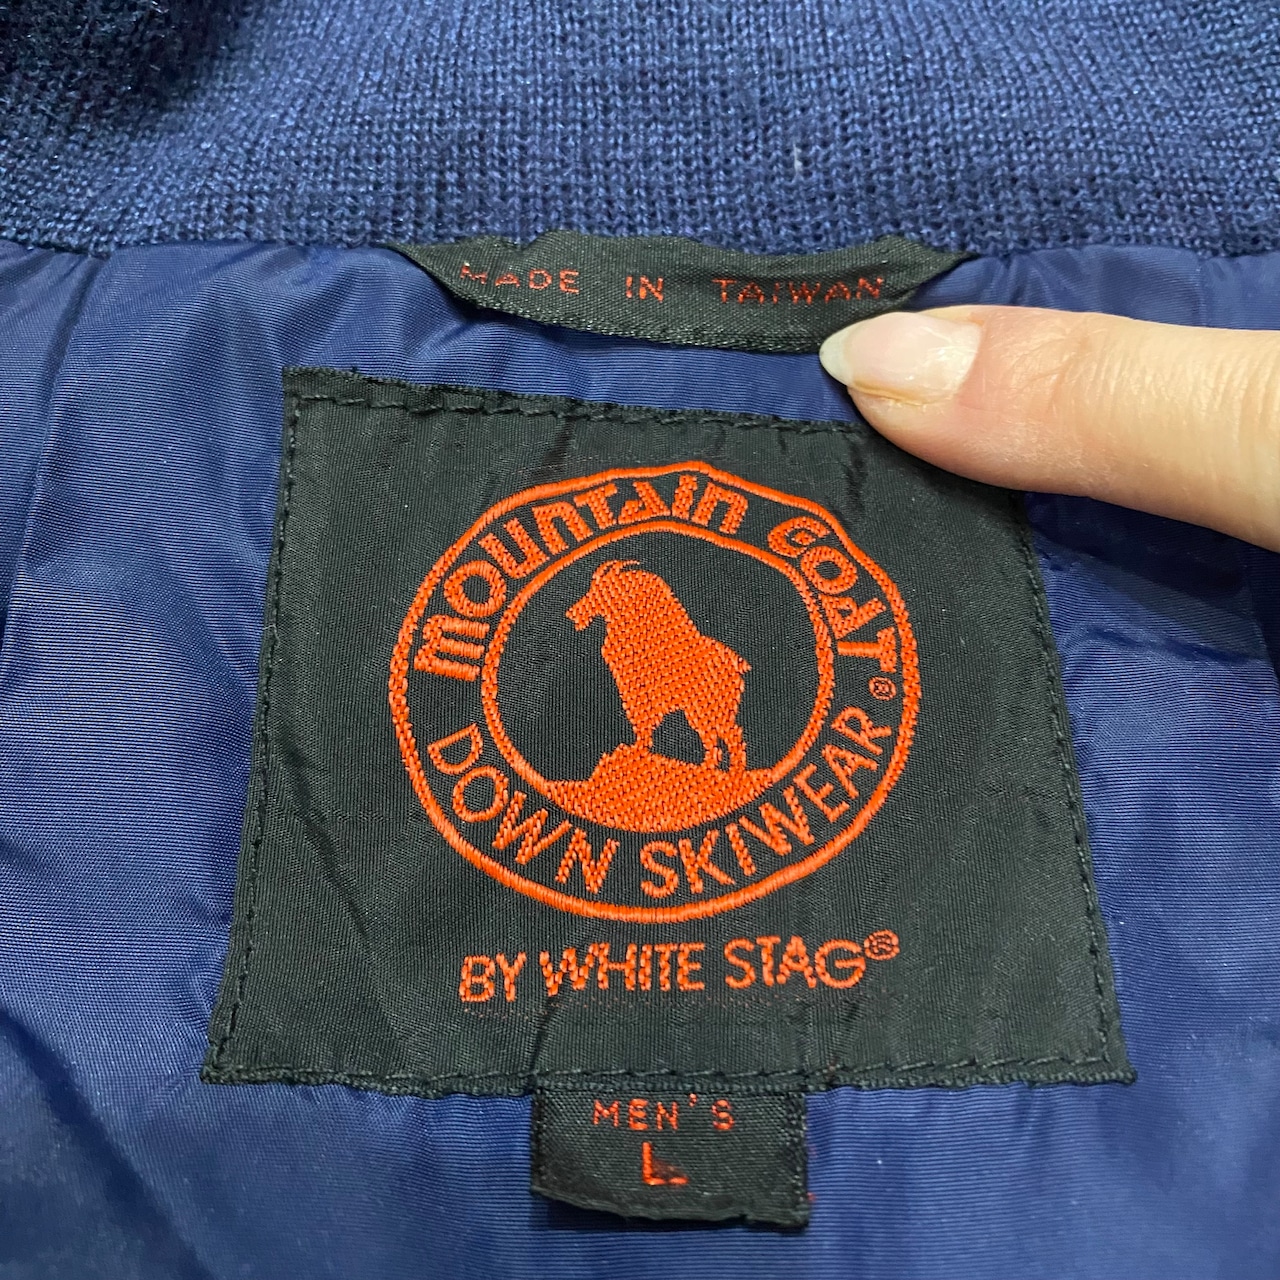 MADE IN TAIWAN
MOUNTAIN GOAT®
DOWN SKIWEAR
BY WHITE STAG®
MEN'S
L